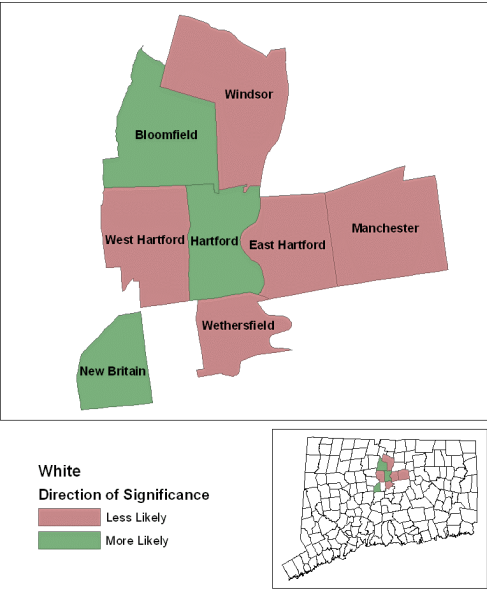 Windsor
Bloomfield
Manchester
West Hartford
Hartford
East Hartford
Wethersfield
New Britain
White
Direction of Significance
Less Likely
More Likely